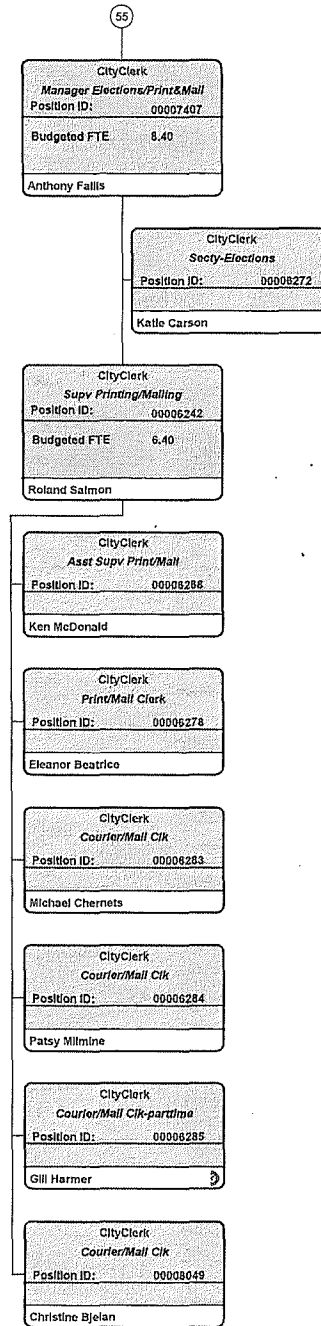 55
CityClerk
Manager Elections/Print&Mail
Position ID: 00007407
Budgeted FTE 8.40
Anthony Fallis
CityClerk
Secty-Elections
Position ID: 00006272
Katie Carson
CityClerk
Supv Printing/Mailing
Position ID: 00006242
Budgeted FTE 6.40
Roland Salmon
CityClerk
Asst Supv Print/Mail
Position ID: 00006286
Ken McDonald
CityClerk
Print/Mail Clerk
Position ID: 00006278
Eleanor Beatrice
CityClerk
Courier/Mail Clk
Position ID: 00006283
Michael Chernets
CityClerk
Courier/Mail Clk
Position ID: 00006284
Patsy Milmine
CityClerk
Courier/Mail Clk-parttime
Position ID: 00006285
Gill Harmer
CityClerk
Courier/Mail Clk
Position ID: 00008049
Christine Bjelan